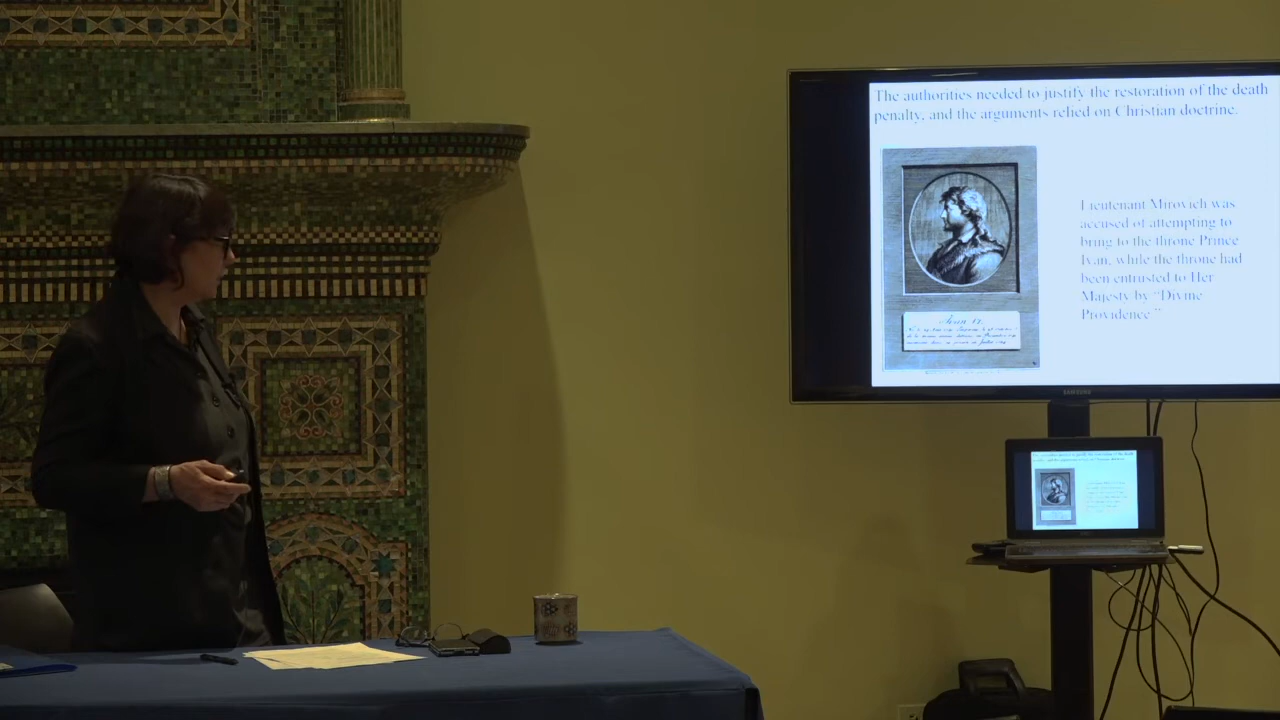 The authorities needed to justify the restoration of the death
penalty, and the arguments relied on Christian doctrine.
Lieutenant Mirovich was
accused of attempting to
bring to the throne Prince
Ivan, while the throne had
been entrusted to Her
Majesty by “Divine
Providence.”
SAMSUNG